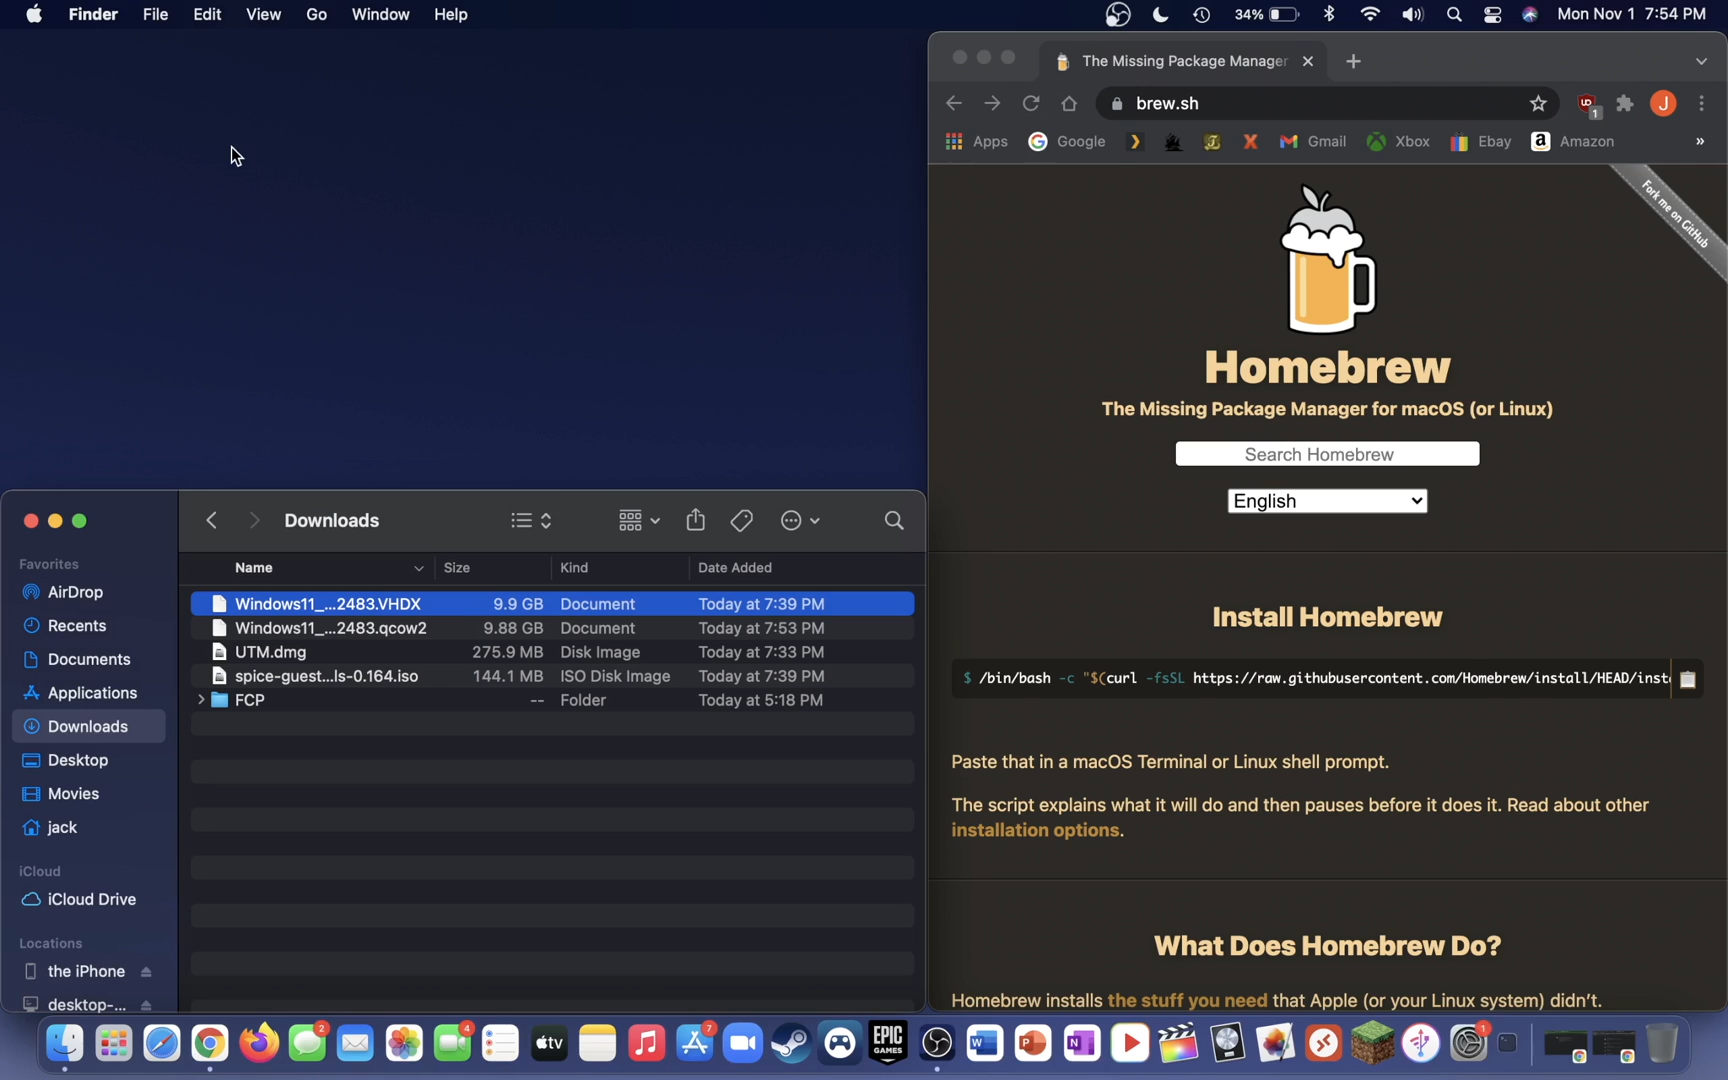 Finder File Edit View Go Window Help 34% Mon Nov 1 7:54 PM
The Missing Package Manager
brew.sh
1
J
Apps Google Gmail Xbox Ebay Amazon »
Fork me on GitHub
Homebrew
The Missing Package Manager for macOS (or Linux)
Search Homebrew
English
Install Homebrew
$ /bin/bash -c "$(curl -fsSL https://raw.githubusercontent.com/Homebrew/install/HEAD/inst
Paste that in a macOS Terminal or Linux shell prompt.
The script explains what it will do and then pauses before it does it. Read about other
installation options.
What Does Homebrew Do?
Homebrew installs the stuff you need that Apple (or your Linux system) didn't.
Downloads
Favorites
AirDrop
Recents
Documents
Applications
Downloads
Desktop
Movies
jack
iCloud
iCloud Drive
Locations
the iPhone
desktop-...
Name Size Kind Date Added
Windows11_...2483.VHDX 9.9 GB Document Today at 7:39 PM
Windows11_...2483.qcow2 9.88 GB Document Today at 7:53 PM
UTM.dmg 275.9 MB Disk Image Today at 7:33 PM
spice-guest...ls-0.164.iso 144.1 MB ISO Disk Image Today at 7:39 PM
FCP -- Folder Today at 5:18 PM
2 4 tv 7 EPIC GAMES W P N 1